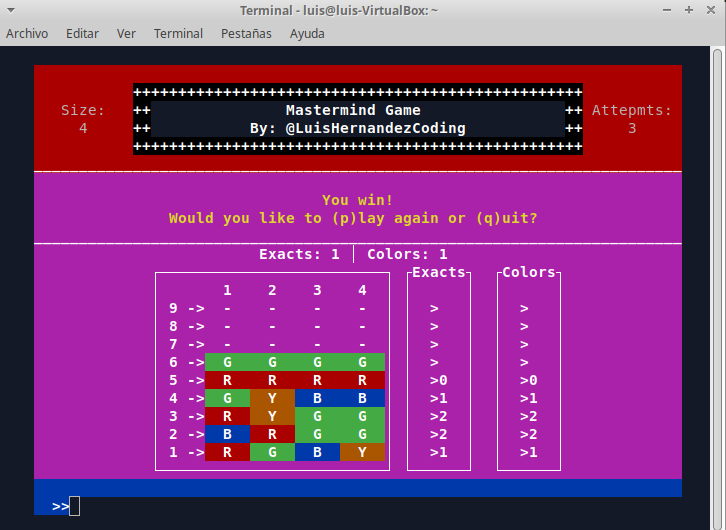 Terminal - luis@luis-VirtualBox: ~
Archivo Editar Ver Terminal Pestañas Ayuda
++++++++++++++++++++++++++++++++++++++++++++++++++
Size: ++ Mastermind Game ++ Attepmts:
4 ++ By: @LuisHernandezCoding ++ 3
++++++++++++++++++++++++++++++++++++++++++++++++++
You win!
Would you like to (p)lay again or (q)uit?
Exacts: 1 │ Colors: 1
Exacts Colors
1 2 3 4
9 -> - - - - > >
8 -> - - - - > >
7 -> - - - - > >
6 -> G G G G > >
5 -> R R R R >0 >0
4 -> G Y B B >1 >1
3 -> R Y G G >2 >2
2 -> B R G G >2 >2
1 -> R G B Y >1 >1
>>